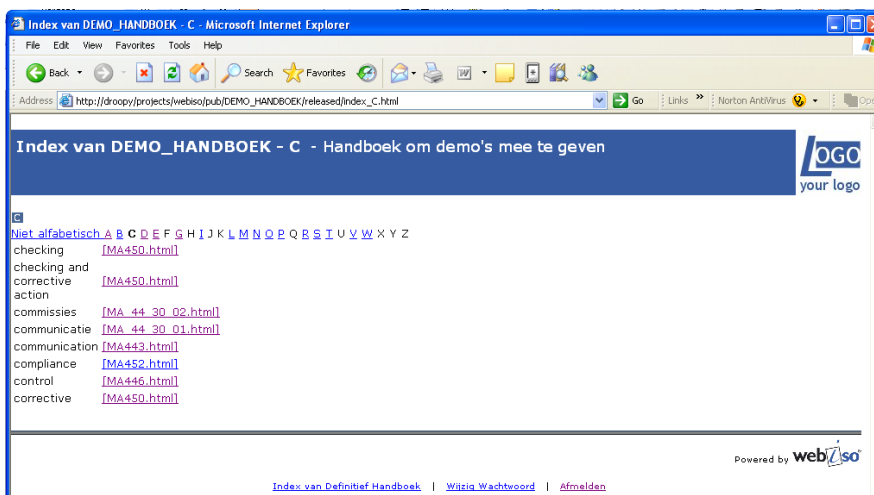 Index van DEMO_HANDBOEK - C - Microsoft Internet Explorer
File Edit View Favorites Tools Help
Back Search Favorites
Address http://droopy/projects/webiso/pub/DEMO_HANDBOEK/released/index_C.html Go Links » Norton AntiVirus Ope
Index van DEMO_HANDBOEK - C - Handboek om demo's mee te geven
LOGO
your logo
C
Niet alfabetisch A B C D E F G H I J K L M N O P Q R S T U V W X Y Z
checking [MA450.html]
checking and
corrective [MA450.html]
action
commissies [MA_44_30_02.html]
communicatie [MA_44_30_01.html]
communication [MA443.html]
compliance [MA452.html]
control [MA446.html]
corrective [MA450.html]
Powered by webiso
Index van Definitief Handboek | Wijzig Wachtwoord | Afmelden